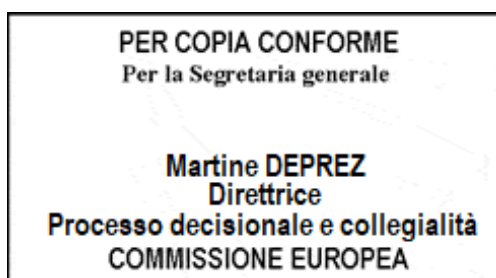 PER COPIA CONFORME
Per la Segretaria generale
Martine DEPREZ
Direttrice
Processo decisionale e collegialità
COMMISSIONE EUROPEA